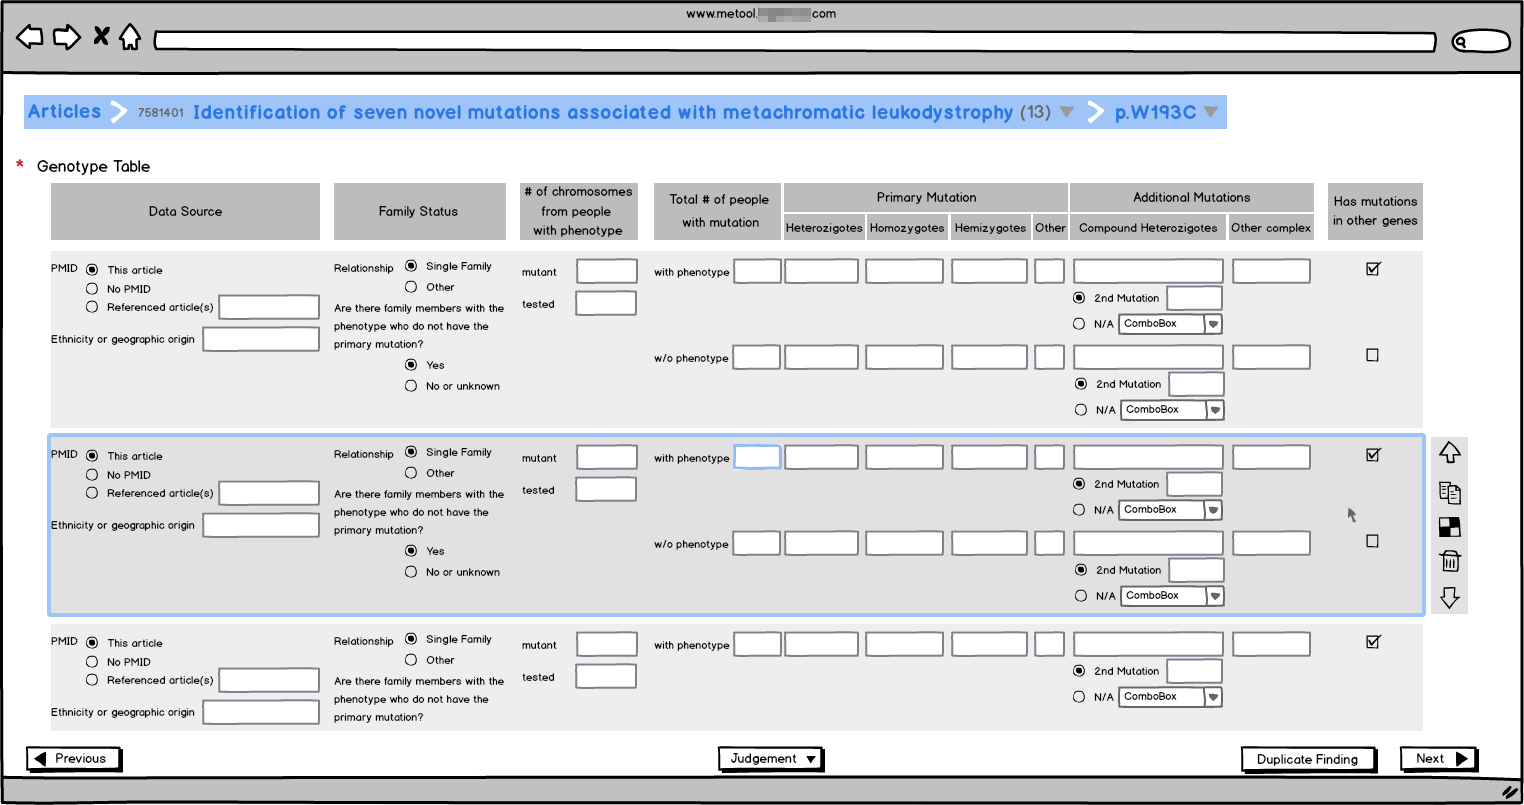 www.metool. com
Articles 7581401 Identification of seven novel mutations associated with metachromatic leukodystrophy (13) p.W193C
* Genotype Table
Data Source
Family Status
# of chromosomes
from people
with phenotype
Total # of people
with mutation
Primary Mutation
Heterozigotes Homozygotes Hemizygotes Other
Additional Mutations
Compound Heterozigotes Other complex
Has mutations
in other genes
PMID This article
No PMID
Referenced article(s)
Ethnicity or geographic origin
Relationship Single Family
Other
Are there family members with the
phenotype who do not have the
primary mutation?
Yes
No or unknown
mutant
tested
with phenotype
2nd Mutation
N/A ComboBox
w/o phenotype
2nd Mutation
N/A ComboBox
PMID This article
No PMID
Referenced article(s)
Ethnicity or geographic origin
Relationship Single Family
Other
Are there family members with the
phenotype who do not have the
primary mutation?
Yes
No or unknown
mutant
tested
with phenotype
2nd Mutation
N/A ComboBox
w/o phenotype
2nd Mutation
N/A ComboBox
PMID This article
No PMID
Referenced article(s)
Ethnicity or geographic origin
Relationship Single Family
Other
Are there family members with the
phenotype who do not have the
primary mutation?
mutant
tested
with phenotype
2nd Mutation
N/A ComboBox
Previous
Judgement
Duplicate Finding
Next